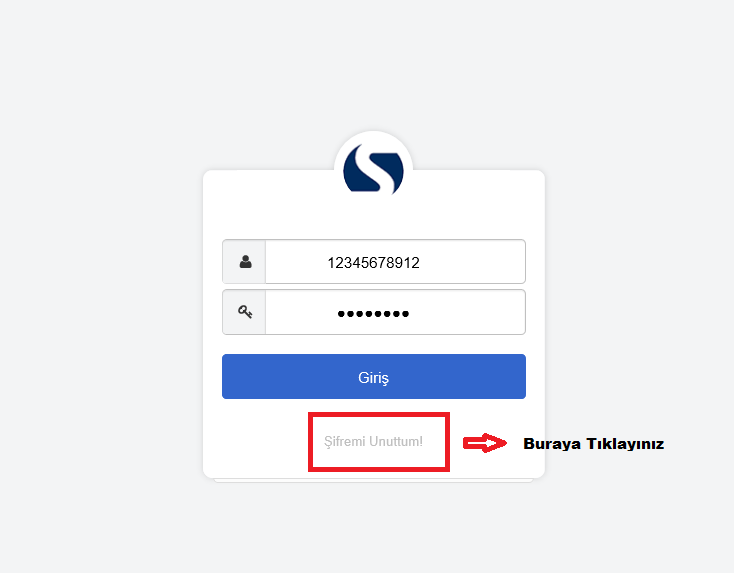 12345678912
••••••••
Giriş
Şifremi Unuttum!
Buraya Tıklayınız